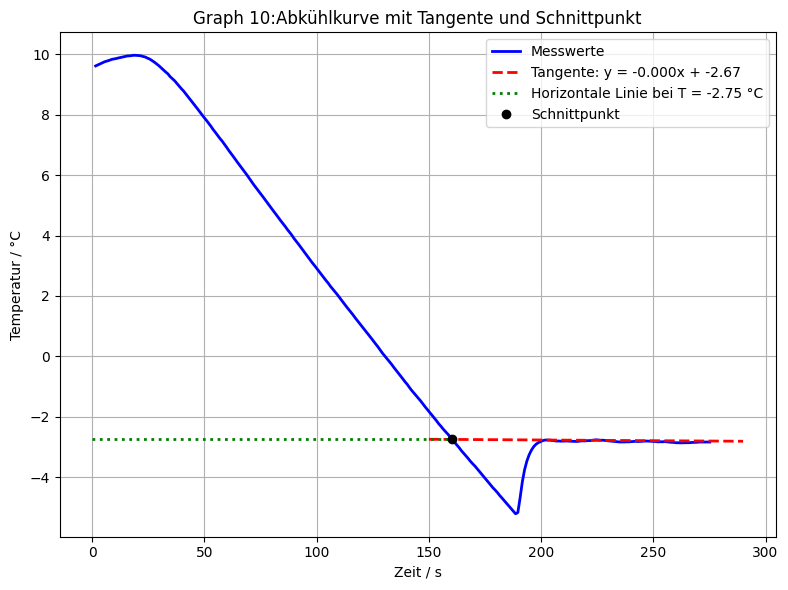 Graph 10:Abkühlkurve mit Tangente und Schnittpunkt
Messwerte
Tangente: y = -0.000x + -2.67
Horizontale Linie bei T = -2.75 °C
Schnittpunkt
Temperatur / °C
10
8
6
4
2
0
−2
−4
0 50 100 150 200 250 300
Zeit / s